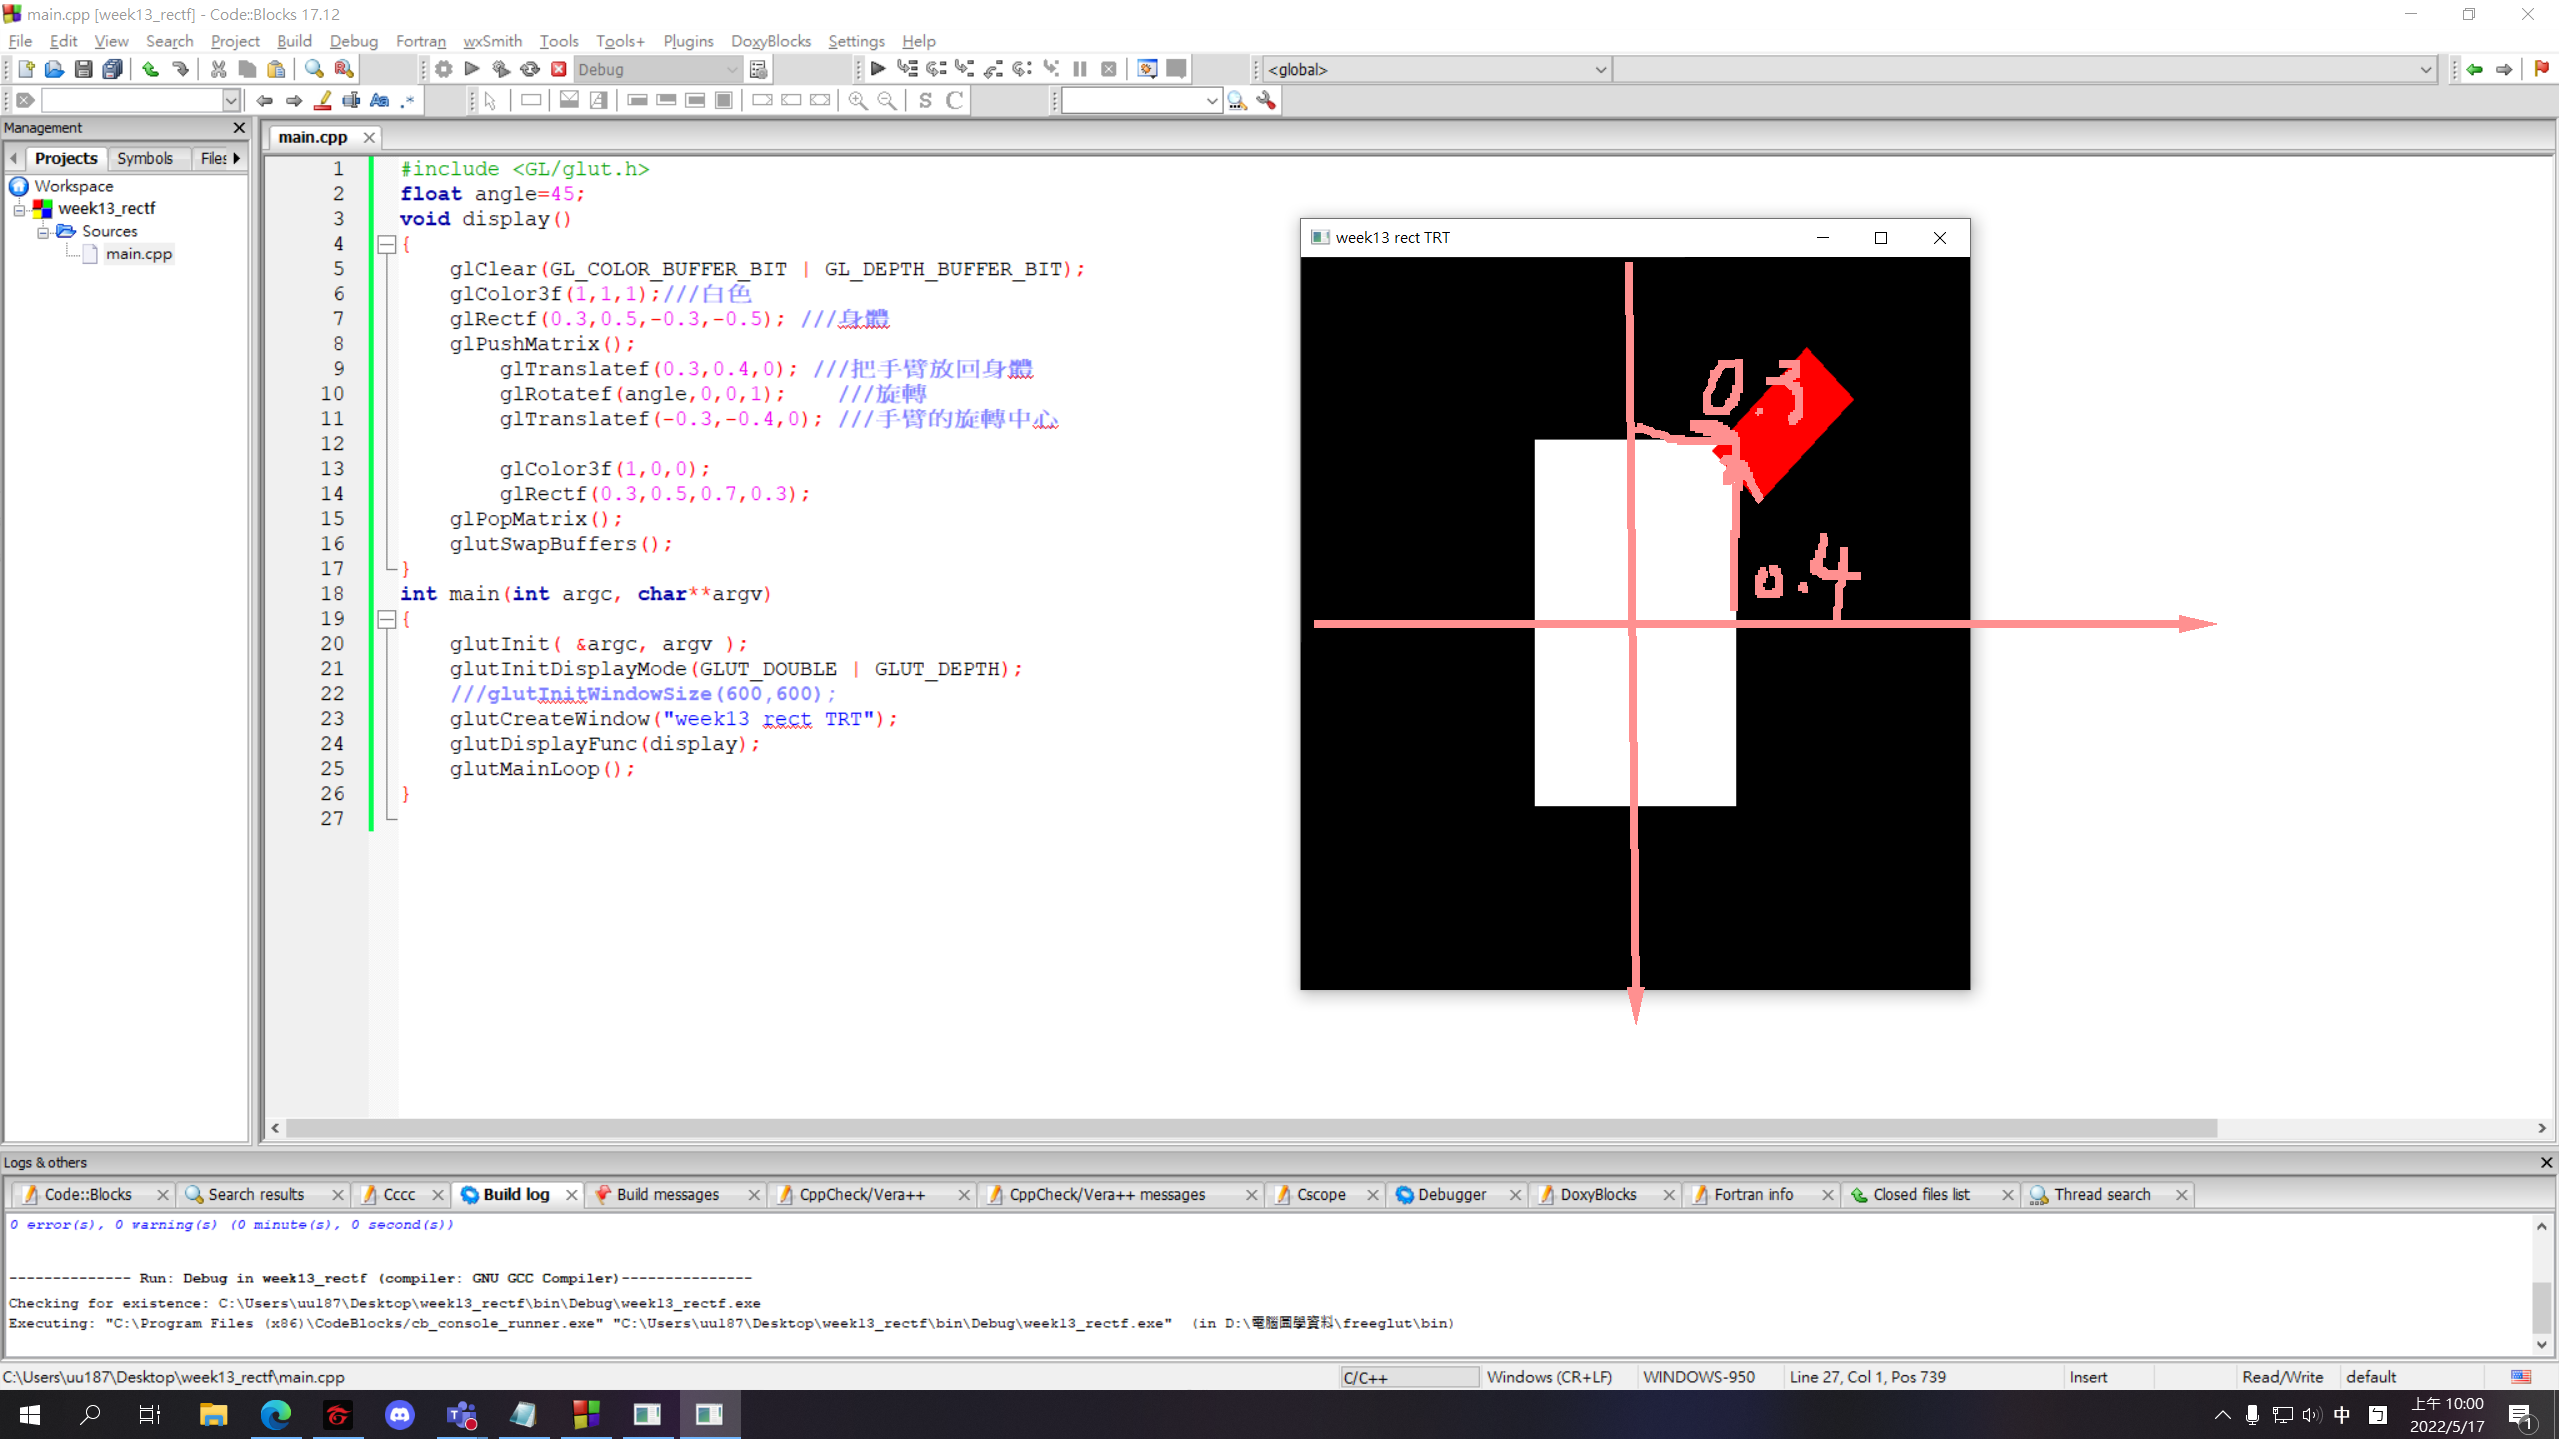 main.cpp [week13_rectf] - Code::Blocks 17.12
File Edit View Search Project Build Debug Fortran wxSmith Tools Tools+ Plugins DoxyBlocks Settings Help
Debug
<global>
S C
Management
Projects Symbols Files
Workspace
week13_rectf
Sources
main.cpp
main.cpp
1 #include <GL/glut.h>
2 float angle=45;
3 void display()
4 {
5 glClear(GL_COLOR_BUFFER_BIT | GL_DEPTH_BUFFER_BIT);
6 glColor3f(1,1,1);///白色
7 glRectf(0.3,0.5,-0.3,-0.5); ///身體
8 glPushMatrix();
9 glTranslatef(0.3,0.4,0); ///把手臂放回身體
10 glRotatef(angle,0,0,1); ///旋轉
11 glTranslatef(-0.3,-0.4,0); ///手臂的旋轉中心
12
13 glColor3f(1,0,0);
14 glRectf(0.3,0.5,0.7,0.3);
15 glPopMatrix();
16 glutSwapBuffers();
17 }
18 int main(int argc, char**argv)
19 {
20 glutInit( &argc, argv );
21 glutInitDisplayMode(GLUT_DOUBLE | GLUT_DEPTH);
22 ///glutInitWindowSize(600,600);
23 glutCreateWindow("week13 rect TRT");
24 glutDisplayFunc(display);
25 glutMainLoop();
26 }
27
week13 rect TRT
0.3
0.4
Logs & others
Code::Blocks Search results Cccc Build log Build messages CppCheck/Vera++ CppCheck/Vera++ messages Cscope Debugger DoxyBlocks Fortran info Closed files list Thread search
0 error(s), 0 warning(s) (0 minute(s), 0 second(s))
-------------- Run: Debug in week13_rectf (compiler: GNU GCC Compiler)---------------
Checking for existence: C:\Users\uu187\Desktop\week13_rectf\bin\Debug\week13_rectf.exe
Executing: "C:\Program Files (x86)\CodeBlocks/cb_console_runner.exe" "C:\Users\uu187\Desktop\week13_rectf\bin\Debug\week13_rectf.exe" (in D:\電腦圖學資料\freeglut\bin)
C:\Users\uu187\Desktop\week13_rectf\main.cpp C/C++ Windows (CR+LF) WINDOWS-950 Line 27, Col 1, Pos 739 Insert Read/Write default
中 ㄅ 上午 10:00
2022/5/17
1